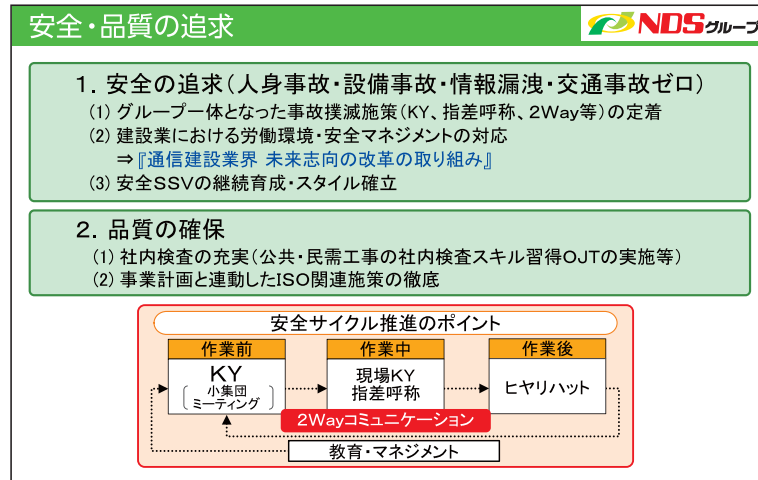 安全・品質の追求
NDSグループ
1．安全の追求（人身事故・設備事故・情報漏洩・交通事故ゼロ）
(1) グループ一体となった事故撲滅施策（KY、指差呼称、2Way等）の定着
(2) 建設業における労働環境・安全マネジメントの対応
⇒『通信建設業界 未来志向の改革の取り組み』
(3) 安全SSVの継続育成・スタイル確立
2．品質の確保
(1) 社内検査の充実（公共・民需工事の社内検査スキル習得OJTの実施等）
(2) 事業計画と連動したISO関連施策の徹底
安全サイクル推進のポイント
作業前
KY
小集団
ミーティング
作業中
現場KY
指差呼称
作業後
ヒヤリハット
2Wayコミュニケーション
教育・マネジメント